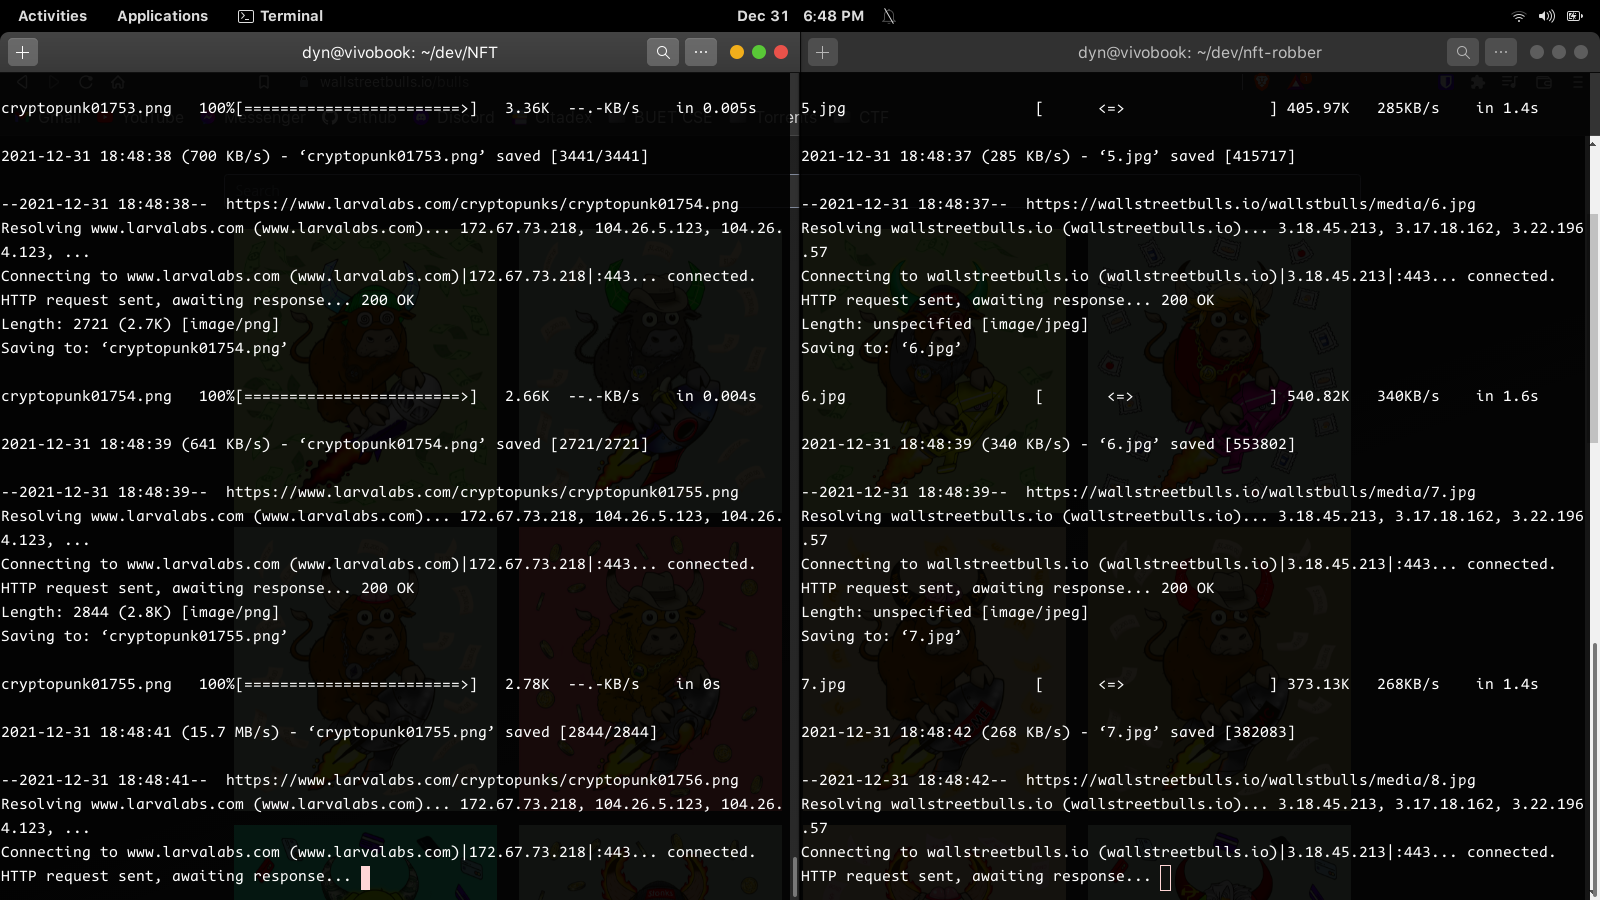 Activities Applications Terminal Dec 31 6:48 PM
dyn@vivobook: ~/dev/NFT
wallstreetbulls.io/bulls
cryptopunk01753.png 100%[========================>] 3.36K --.-KB/s in 0.005s
Gmail YouTube Messenger Github Discord Citadex BUET CSE Torrents CTF
2021-12-31 18:48:38 (700 KB/s) - ‘cryptopunk01753.png’ saved [3441/3441]
--2021-12-31 18:48:38-- https://www.larvalabs.com/cryptopunks/cryptopunk01754.png
Resolving www.larvalabs.com (www.larvalabs.com)... 172.67.73.218, 104.26.5.123, 104.26.
4.123, ...
Connecting to www.larvalabs.com (www.larvalabs.com)|172.67.73.218|:443... connected.
HTTP request sent, awaiting response... 200 OK
Length: 2721 (2.7K) [image/png]
Saving to: ‘cryptopunk01754.png’
cryptopunk01754.png 100%[========================>] 2.66K --.-KB/s in 0.004s
2021-12-31 18:48:39 (641 KB/s) - ‘cryptopunk01754.png’ saved [2721/2721]
--2021-12-31 18:48:39-- https://www.larvalabs.com/cryptopunks/cryptopunk01755.png
Resolving www.larvalabs.com (www.larvalabs.com)... 172.67.73.218, 104.26.5.123, 104.26.
4.123, ...
Connecting to www.larvalabs.com (www.larvalabs.com)|172.67.73.218|:443... connected.
HTTP request sent, awaiting response... 200 OK
Length: 2844 (2.8K) [image/png]
Saving to: ‘cryptopunk01755.png’
cryptopunk01755.png 100%[========================>] 2.78K --.-KB/s in 0s
2021-12-31 18:48:41 (15.7 MB/s) - ‘cryptopunk01755.png’ saved [2844/2844]
--2021-12-31 18:48:41-- https://www.larvalabs.com/cryptopunks/cryptopunk01756.png
Resolving www.larvalabs.com (www.larvalabs.com)... 172.67.73.218, 104.26.5.123, 104.26.
4.123, ...
Connecting to www.larvalabs.com (www.larvalabs.com)|172.67.73.218|:443... connected.
HTTP request sent, awaiting response...
dyn@vivobook: ~/dev/nft-robber
5.jpg [ <=> ] 405.97K 285KB/s in 1.4s
2021-12-31 18:48:37 (285 KB/s) - ‘5.jpg’ saved [415717]
--2021-12-31 18:48:37-- https://wallstreetbulls.io/wallstbulls/media/6.jpg
Resolving wallstreetbulls.io (wallstreetbulls.io)... 3.18.45.213, 3.17.18.162, 3.22.196
.57
Connecting to wallstreetbulls.io (wallstreetbulls.io)|3.18.45.213|:443... connected.
HTTP request sent, awaiting response... 200 OK
Length: unspecified [image/jpeg]
Saving to: ‘6.jpg’
6.jpg [ <=> ] 540.82K 340KB/s in 1.6s
2021-12-31 18:48:39 (340 KB/s) - ‘6.jpg’ saved [553802]
--2021-12-31 18:48:39-- https://wallstreetbulls.io/wallstbulls/media/7.jpg
Resolving wallstreetbulls.io (wallstreetbulls.io)... 3.18.45.213, 3.17.18.162, 3.22.196
.57
Connecting to wallstreetbulls.io (wallstreetbulls.io)|3.18.45.213|:443... connected.
HTTP request sent, awaiting response... 200 OK
Length: unspecified [image/jpeg]
Saving to: ‘7.jpg’
7.jpg [ <=> ] 373.13K 268KB/s in 1.4s
2021-12-31 18:48:42 (268 KB/s) - ‘7.jpg’ saved [382083]
--2021-12-31 18:48:42-- https://wallstreetbulls.io/wallstbulls/media/8.jpg
Resolving wallstreetbulls.io (wallstreetbulls.io)... 3.18.45.213, 3.17.18.162, 3.22.196
.57
Connecting to wallstreetbulls.io (wallstreetbulls.io)|3.18.45.213|:443... connected.
HTTP request sent, awaiting response...